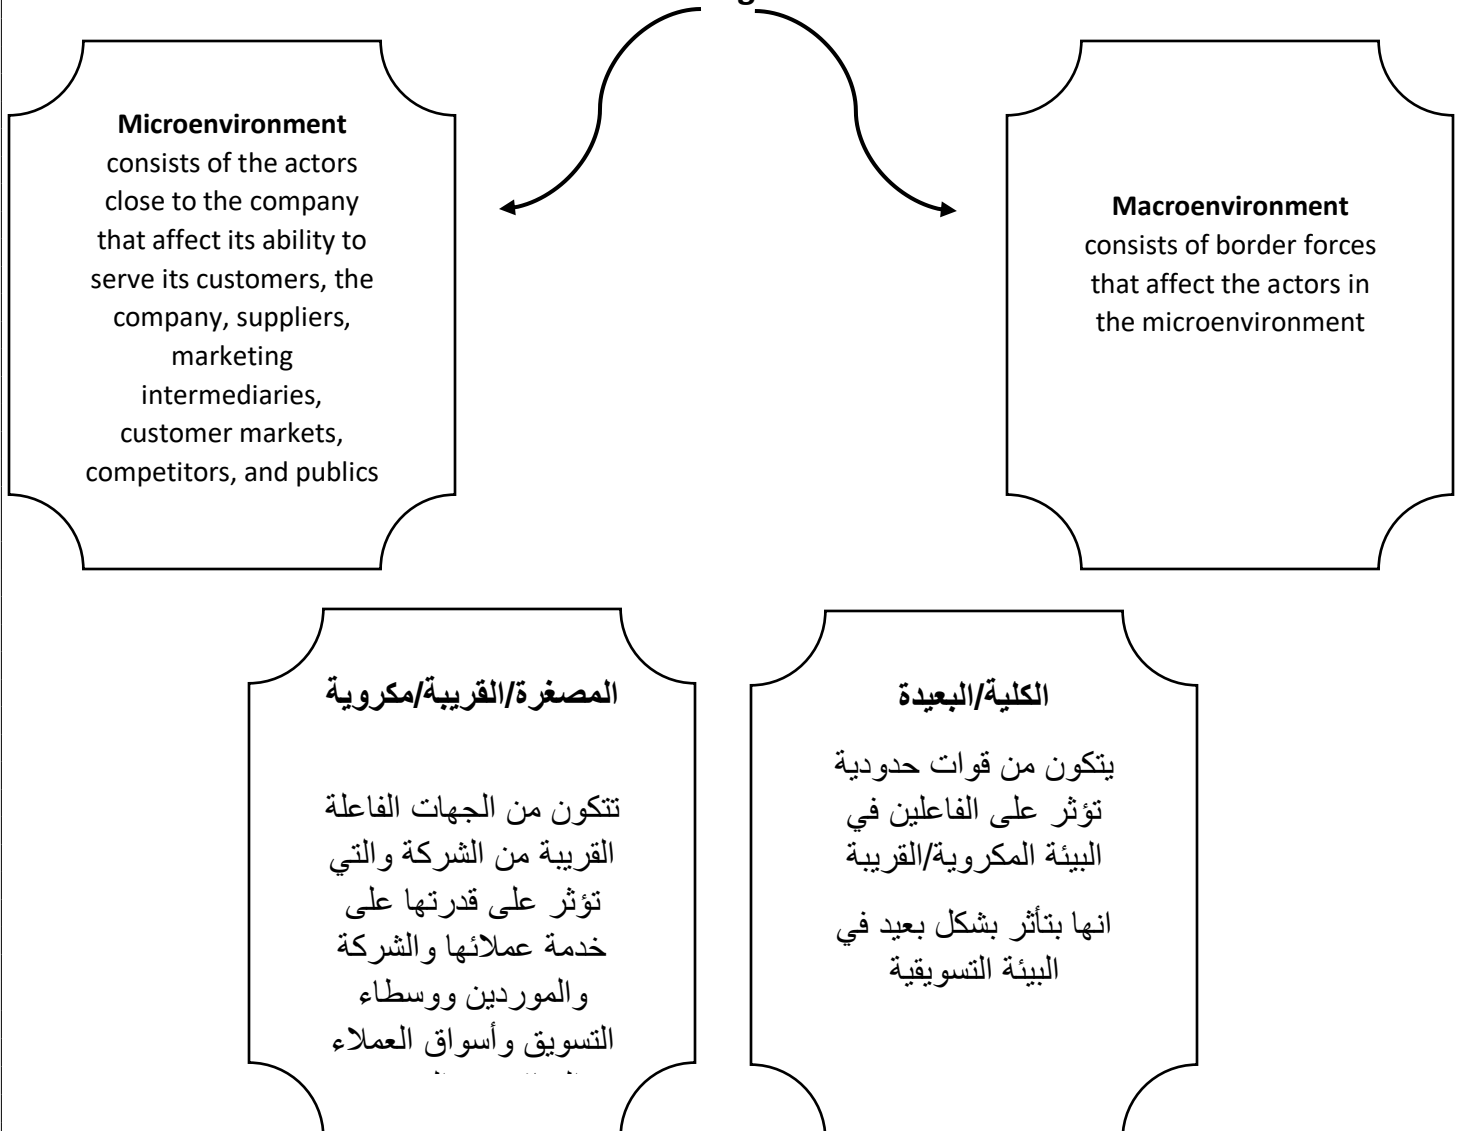 Microenvironment
consists of the actors
close to the company
that affect its ability to
serve its customers, the
company, suppliers,
marketing
intermediaries,
customer markets,
competitors, and publics
Macroenvironment
consists of border forces
that affect the actors in
the microenvironment
المصغرة/القريبة/مكروية
تتكون من الجهات الفاعلة
القريبة من الشركة والتي
تؤثر على قدرتها على
خدمة عملائها والشركة
والموردين ووسطاء
التسويق وأسواق العملاء
الكلية/البعيدة
يتكون من قوات حدودية
تؤثر على الفاعلين في
البيئة المكروية/القريبة
انها بتأثر بشكل بعيد في
البيئة التسويقية